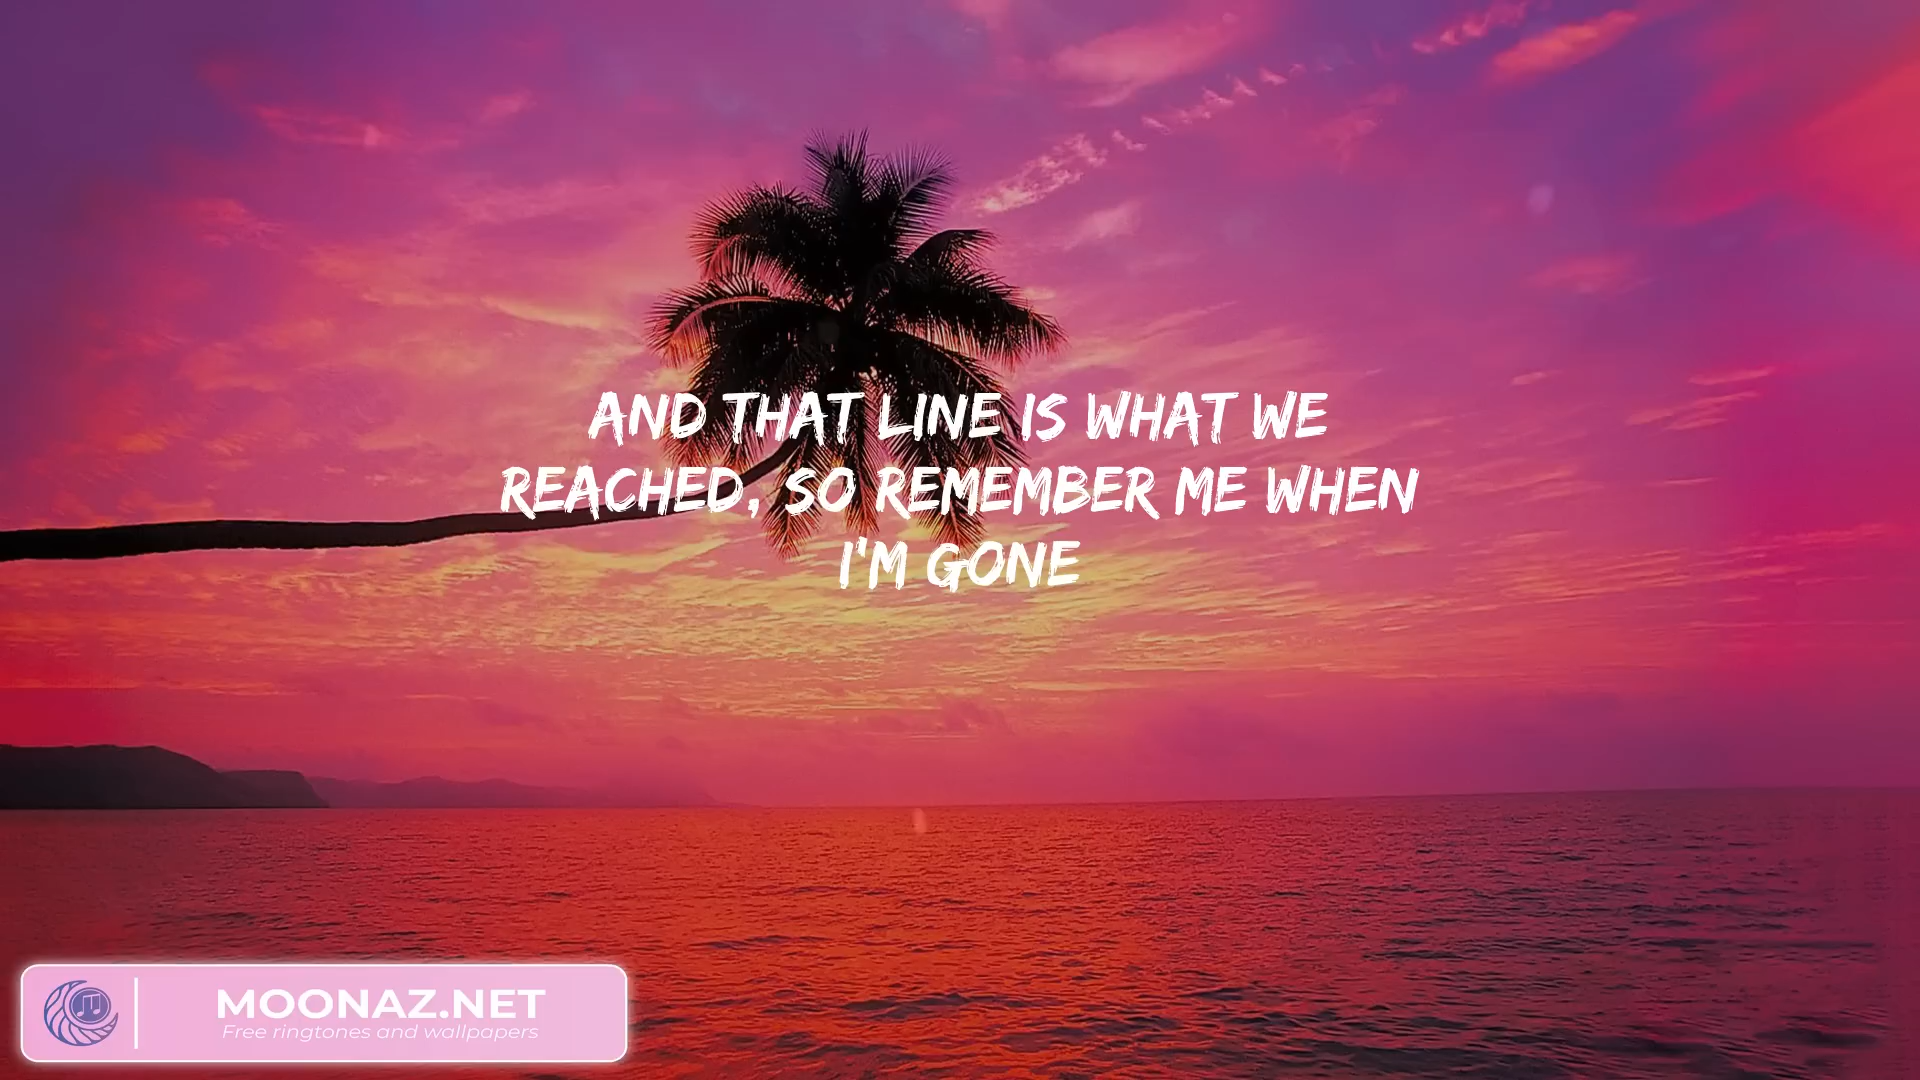 AND THAT LINE IS WHAT WE
REACHED, SO REMEMBER ME WHEN
I'M GONE
MOONAZ.NET
Free ringtones and wallpapers